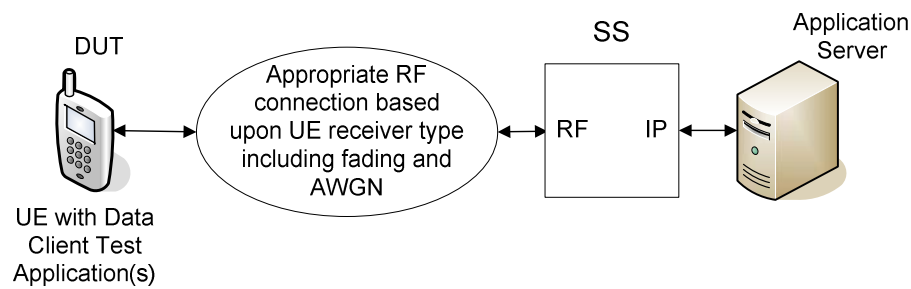 DUT
UE with Data
Client Test
Application(s)
Appropriate RF
connection based
upon UE receiver type
including fading and
AWGN
SS
RF IP
Application
Server